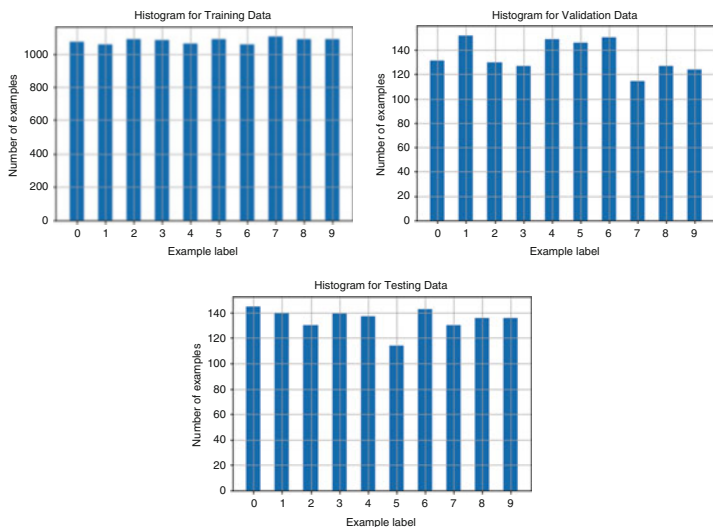 Histogram for Training Data
Number of examples
1000
800
600
400
200
0
0 1 2 3 4 5 6 7 8 9
Example label
Histogram for Validation Data
Number of examples
140
120
100
80
60
40
20
0
0 1 2 3 4 5 6 7 8 9
Example label
Histogram for Testing Data
Number of examples
140
120
100
80
60
40
20
0
0 1 2 3 4 5 6 7 8 9
Example label